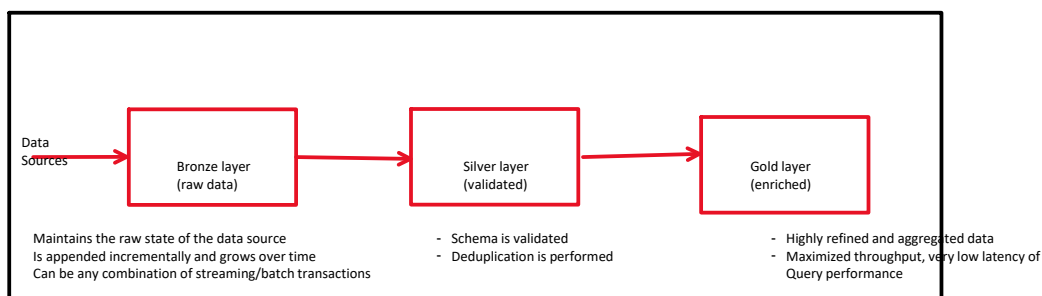 Data
Sources
Bronze layer
(raw data)
Silver layer
(validated)
Gold layer
(enriched)
Maintains the raw state of the data source
Is appended incrementally and grows over time
Can be any combination of streaming/batch transactions
- Schema is validated
- Deduplication is performed
- Highly refined and aggregated data
- Maximized throughput, very low latency of
Query performance